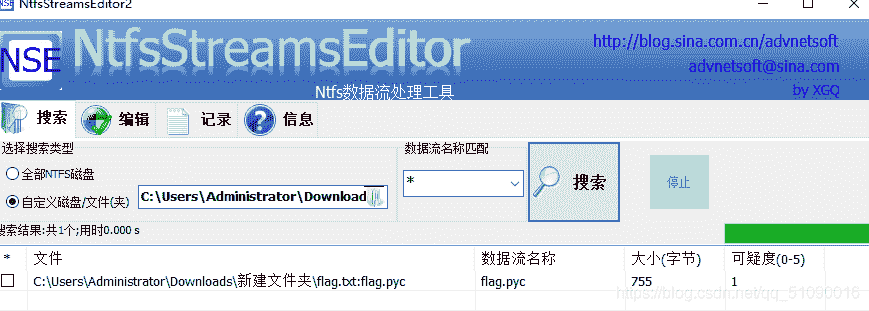 NtfsStreamsEditor2
NSE NtfsStreamsEditor
http://blog.sina.com.cn/advnetsoft
advnetsoft@sina.com
Ntfs数据流处理工具
by XGQ
搜索 编辑 记录 信息
选择搜索类型 数据流名称匹配
全部NTFS磁盘
自定义磁盘/文件(夹) C:\Users\Administrator\Download * 搜索 停止
搜索结果:共1个;用时0.000 s
* 文件 数据流名称 大小(字节) 可疑度(0-5)
C:\Users\Administrator\Downloads\新建文件夹\flag.txt:flag.pyc flag.pyc 755 1
https://blog.csdn.net/qq_51090016